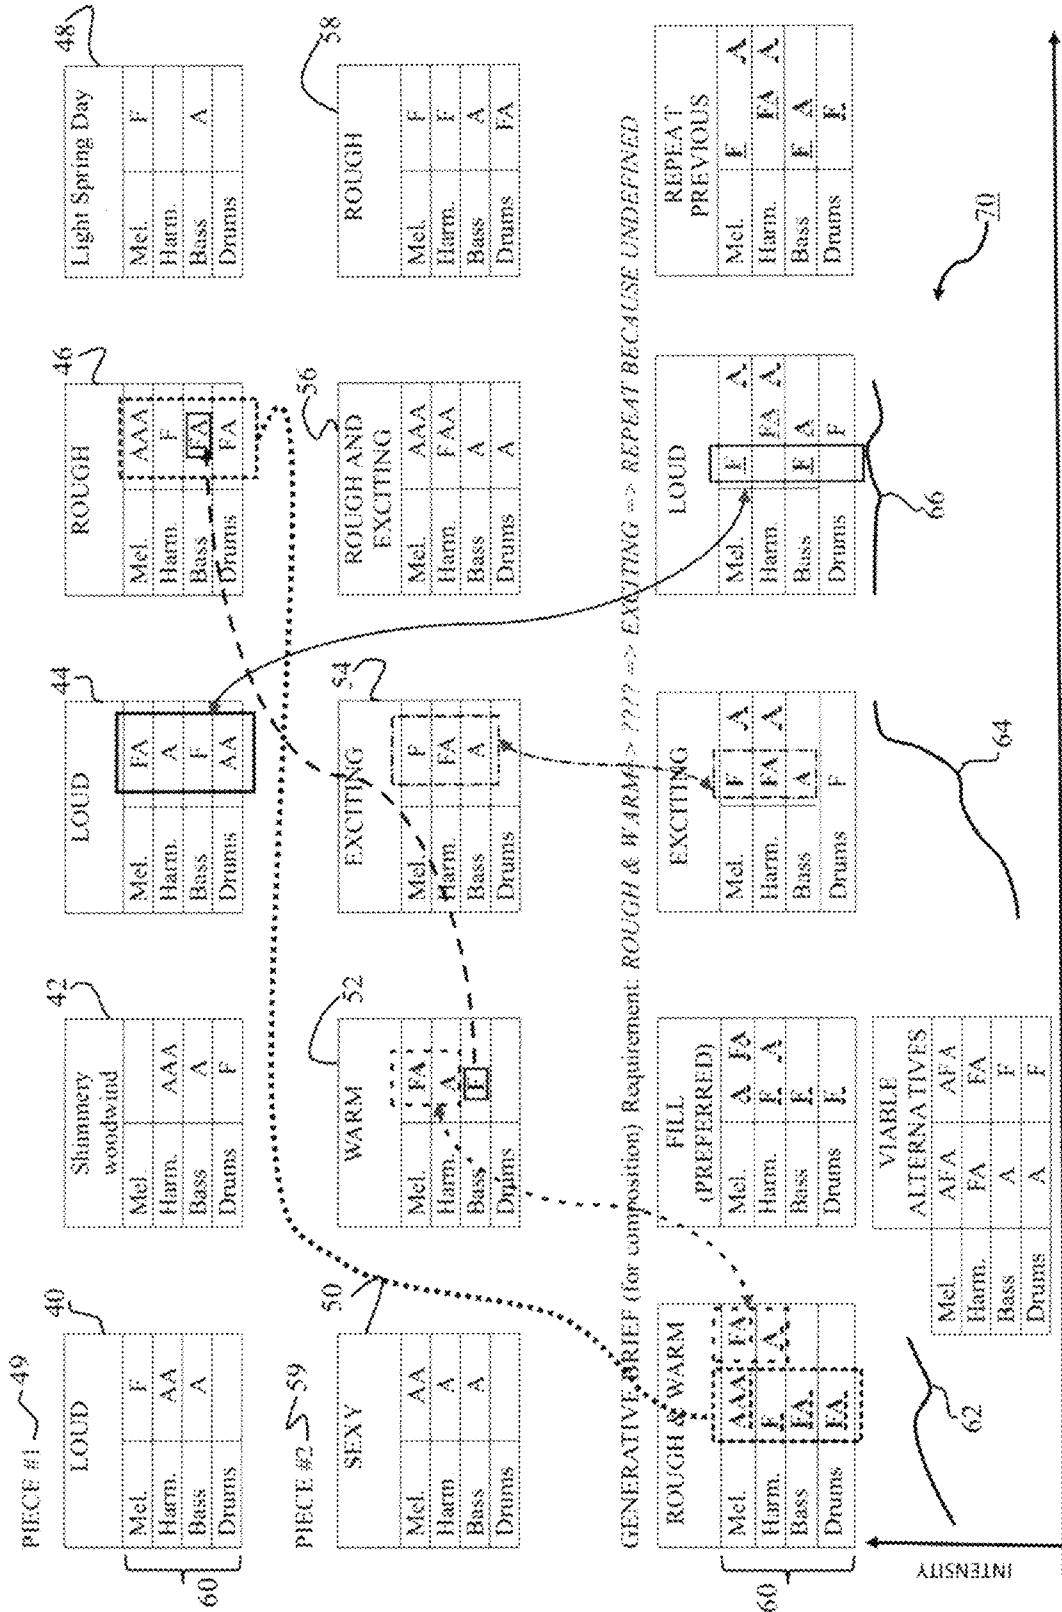 PIECE #1 49
LOUD 40
Mel. F
Harm. AA
Bass A
Drums
Shimmery
woodwind 42
Mel
Harm. AAA
Bass A
Drums F
LOUD 44
Mel. FA
Harm. A
Bass F
Drums AA
ROUGH 46
Mel. AAA
Harm F
Bass FA
Drums FA
Light Spring Day 48
Mel. F
Harm.
Bass A
Drums
60
PIECE #2 59
SEXY 50
Mel. AA
Harm A
Bass A
Drums
WARM 52
Mel. FA
Harm. A
Bass F
Drums
EXCITING 54
Mel. F
Harm. FA
Bass A
Drums
ROUGH AND
EXCITING 56
Mel. AAA
Harm. FAA
Bass A
Drums A
ROUGH 58
Mel. F
Harm. F
Bass A
Drums FA
GENERATIVE BRIEF (for composition) Requirement: ROUGH & WARM > ???? => EXCITING => REPEAT BECAUSE UNDEFINED
ROUGH & WARM
Mel. AAA FA
Harm. F A
Bass FA
Drums FA
FILL
(PREFERRED)
Mel. A FA
Harm. F A
Bass F
Drums F
EXCITING
Mel. F A
Harm. FA A
Bass A
Drums F
LOUD
Mel. F A
Harm. FA A
Bass F A
Drums F
REPEAT
PREVIOUS
Mel. F A
Harm. FA A
Bass F A
Drums F
60
VIABLE
ALTERNATIVES
Mel. AFA AFA
Harm. FA FA
Bass A F
Drums A F
INTENSITY
62
64
66
70